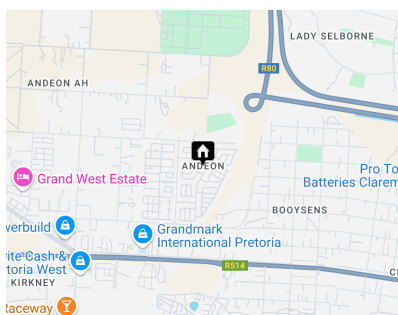 LADY SELBORNE
R80
ANDEON AH
ANDEON
Grand West Estate
Pro To
Batteries Clarem
BOOYSENS
werbuild
Grandmark
International Pretoria
ite Cash &
toria West
R514
KIRKNEY
Raceway